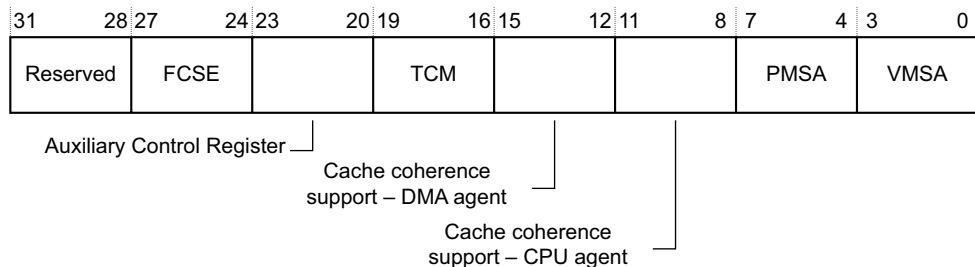 31 28 27 24 23 20 19 16 15 12 11 8 7 4 3 0
Reserved FCSE TCM PMSA VMSA
Auxiliary Control Register
Cache coherence
support – DMA agent
Cache coherence
support – CPU agent